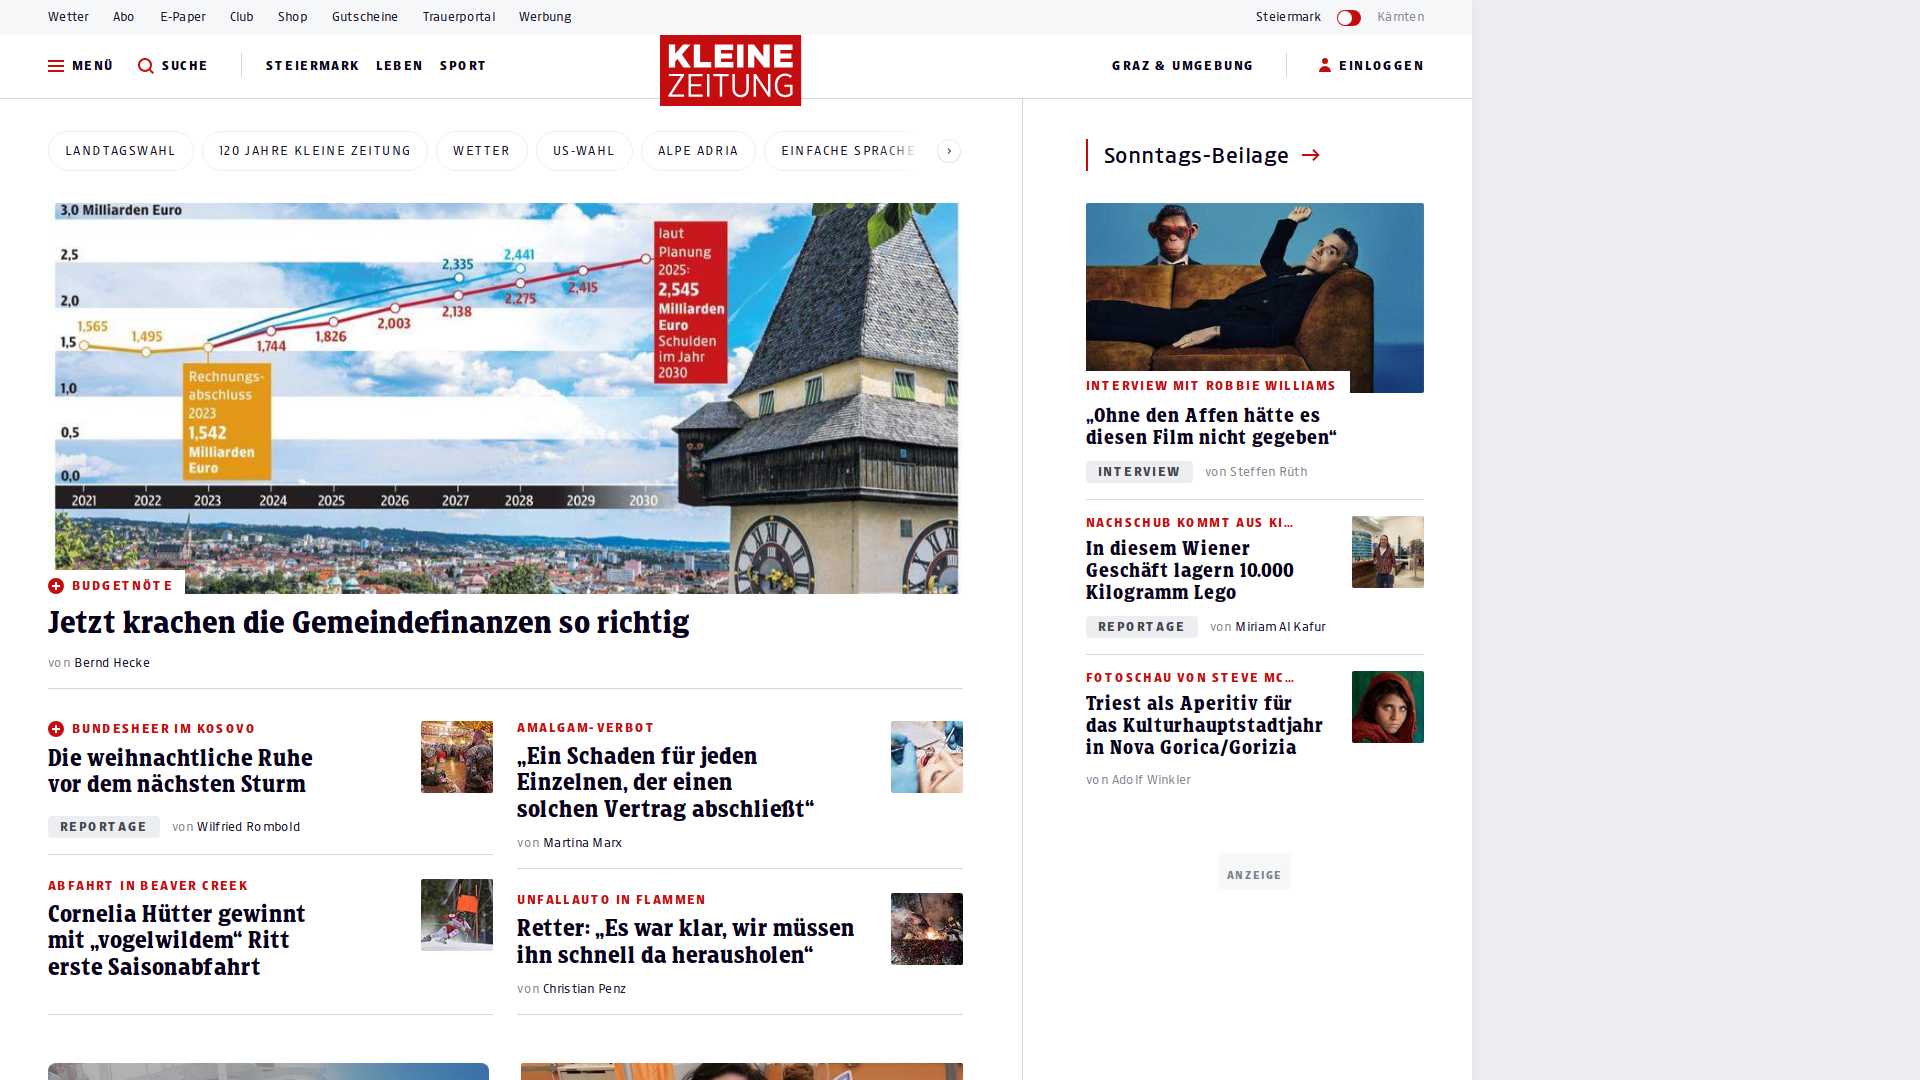 Wetter Abo E-Paper Club Shop Gutscheine Trauerportal Werbung Steiermark Kärnten
MENÜ SUCHE STEIERMARK LEBEN SPORT KLEINE ZEITUNG GRAZ & UMGEBUNG EINLOGGEN
LANDTAGSWAHL 120 JAHRE KLEINE ZEITUNG WETTER US-WAHL ALPE ADRIA EINFACHE SPRACHE
3,0 Milliarden Euro
2,5
2,0
1,5
1,0
0,5
0,0
1,565
1,495
1,744
1,826
2,003
2,138
2,275
2,415
2,335
2,441
Rechnungs-
abschluss
2023
1,542
Milliarden
Euro
laut
Planung
2025:
2,545
Milliarden
Euro
Schulden
im Jahr
2030
2021 2022 2023 2024 2025 2026 2027 2028 2029 2030
BUDGETNÖTE
Jetzt krachen die Gemeindefinanzen so richtig
von Bernd Hecke
BUNDESHEER IM KOSOVO
Die weihnachtliche Ruhe
vor dem nächsten Sturm
REPORTAGE von Wilfried Rombold
ABFAHRT IN BEAVER CREEK
Cornelia Hütter gewinnt
mit „vogelwildem“ Ritt
erste Saisonabfahrt
AMALGAM-VERBOT
„Ein Schaden für jeden
Einzelnen, der einen
solchen Vertrag abschließt“
von Martina Marx
UNFALLAUTO IN FLAMMEN
Retter: „Es war klar, wir müssen
ihn schnell da herausholen“
von Christian Penz
Sonntags-Beilage
INTERVIEW MIT ROBBIE WILLIAMS
„Ohne den Affen hätte es
diesen Film nicht gegeben“
INTERVIEW von Steffen Rüth
NACHSCHUB KOMMT AUS KI...
In diesem Wiener
Geschäft lagern 10.000
Kilogramm Lego
REPORTAGE von Miriam Al Kafur
FOTOSCHAU VON STEVE MC...
Triest als Aperitiv für
das Kulturhauptstadtjahr
in Nova Gorica/Gorizia
von Adolf Winkler
ANZEIGE